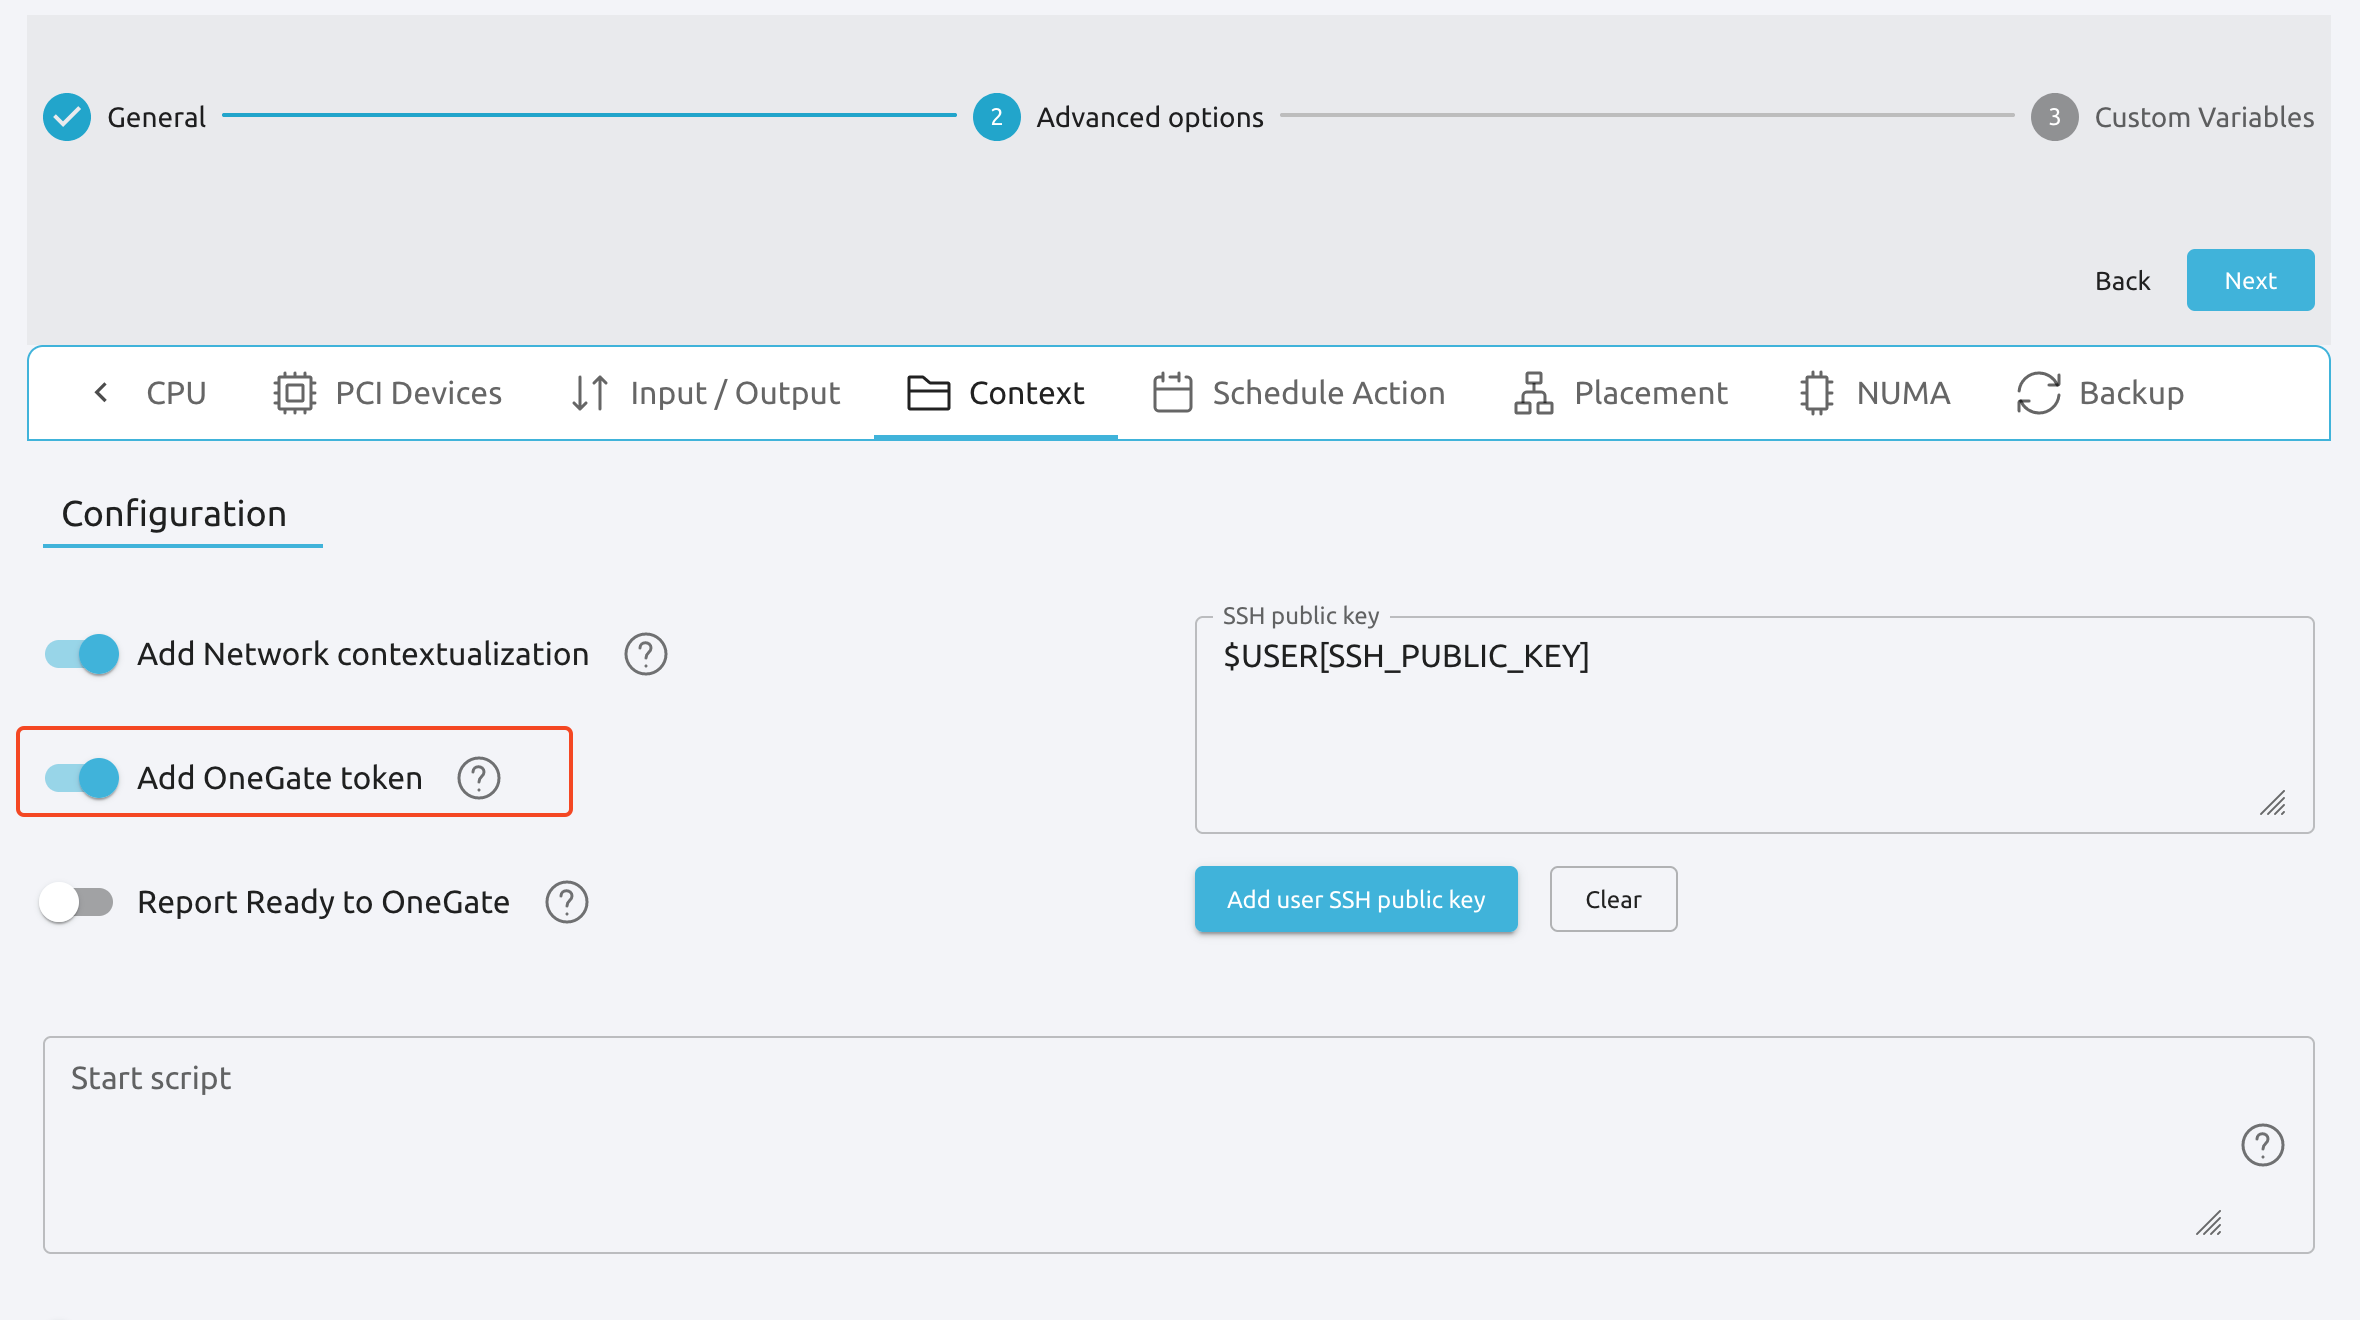 General
2
Advanced options
3
Custom Variables
Back
Next
CPU
PCI Devices
Input / Output
Context
Schedule Action
Placement
NUMA
Backup
Configuration
Add Network contextualization
?
SSH public key
$USER[SSH_PUBLIC_KEY]
Add OneGate token
?
Report Ready to OneGate
?
Add user SSH public key
Clear
Start script
?